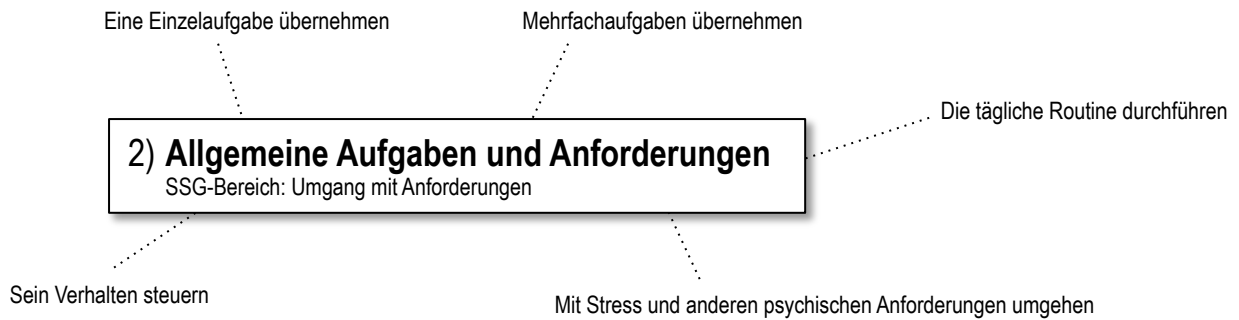 Eine Einzelaufgabe übernehmen
Mehrfachaufgaben übernehmen
Die tägliche Routine durchführen
2) Allgemeine Aufgaben und Anforderungen
SSG-Bereich: Umgang mit Anforderungen
Sein Verhalten steuern
Mit Stress und anderen psychischen Anforderungen umgehen